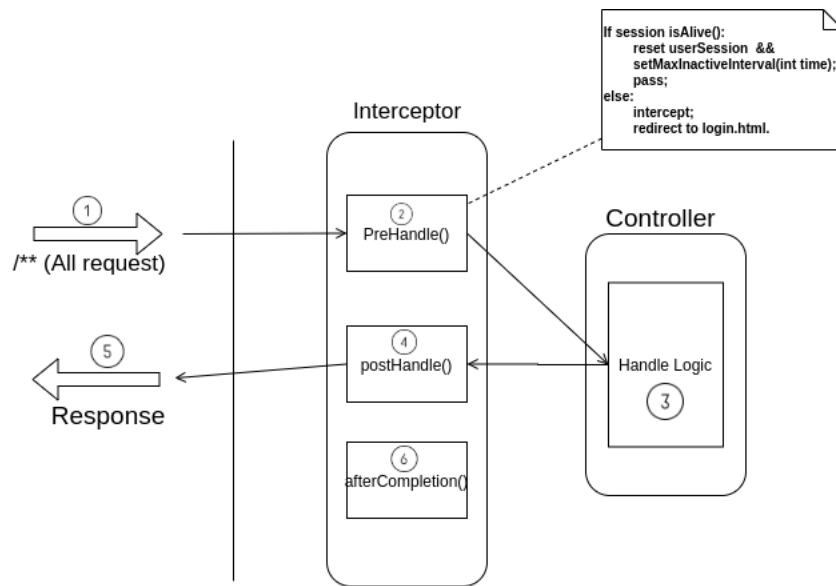 If session isAlive():
reset userSession &&
setMaxInactiveInterval(int time);
pass;
else:
intercept;
redirect to login.html.
Interceptor
1
/** (All request)
2
PreHandle()
Controller
4
postHandle()
5
Response
Handle Logic
3
6
afterCompletion()